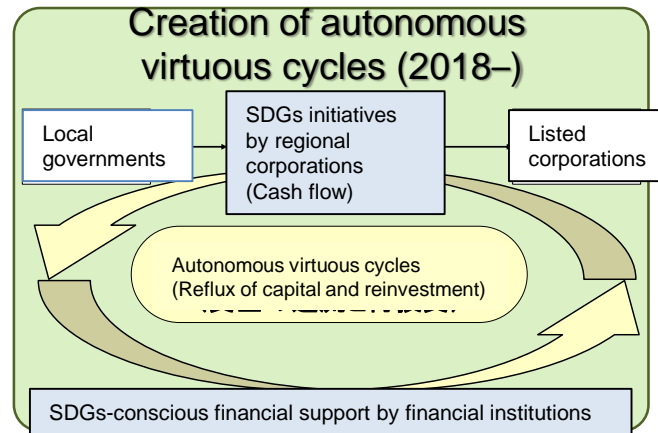 Creation of autonomous
virtuous cycles (2018–)
Local
governments
SDGs initiatives
by regional
corporations
(Cash flow)
Listed
corporations
Autonomous virtuous cycles
(Reflux of capital and reinvestment)
SDGs-conscious financial support by financial institutions